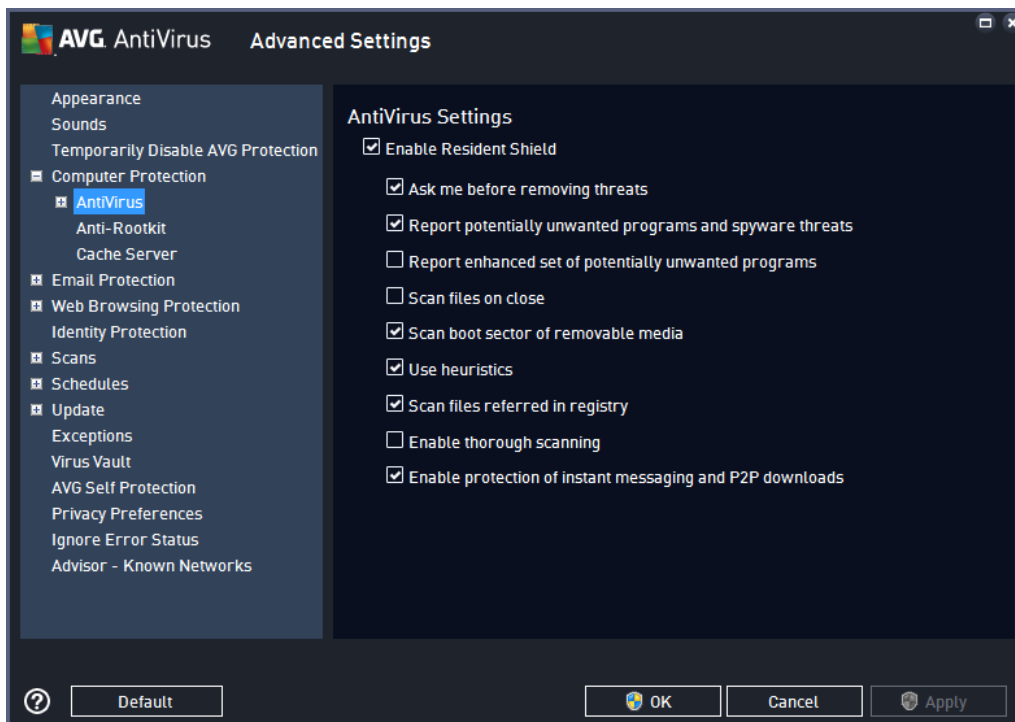 AVG. AntiVirus Advanced Settings
Appearance
Sounds
Temporarily Disable AVG Protection
Computer Protection
AntiVirus
Anti-Rootkit
Cache Server
Email Protection
Web Browsing Protection
Identity Protection
Scans
Schedules
Update
Exceptions
Virus Vault
AVG Self Protection
Privacy Preferences
Ignore Error Status
Advisor - Known Networks
AntiVirus Settings
Enable Resident Shield
Ask me before removing threats
Report potentially unwanted programs and spyware threats
Report enhanced set of potentially unwanted programs
Scan files on close
Scan boot sector of removable media
Use heuristics
Scan files referred in registry
Enable thorough scanning
Enable protection of instant messaging and P2P downloads
? Default OK Cancel Apply